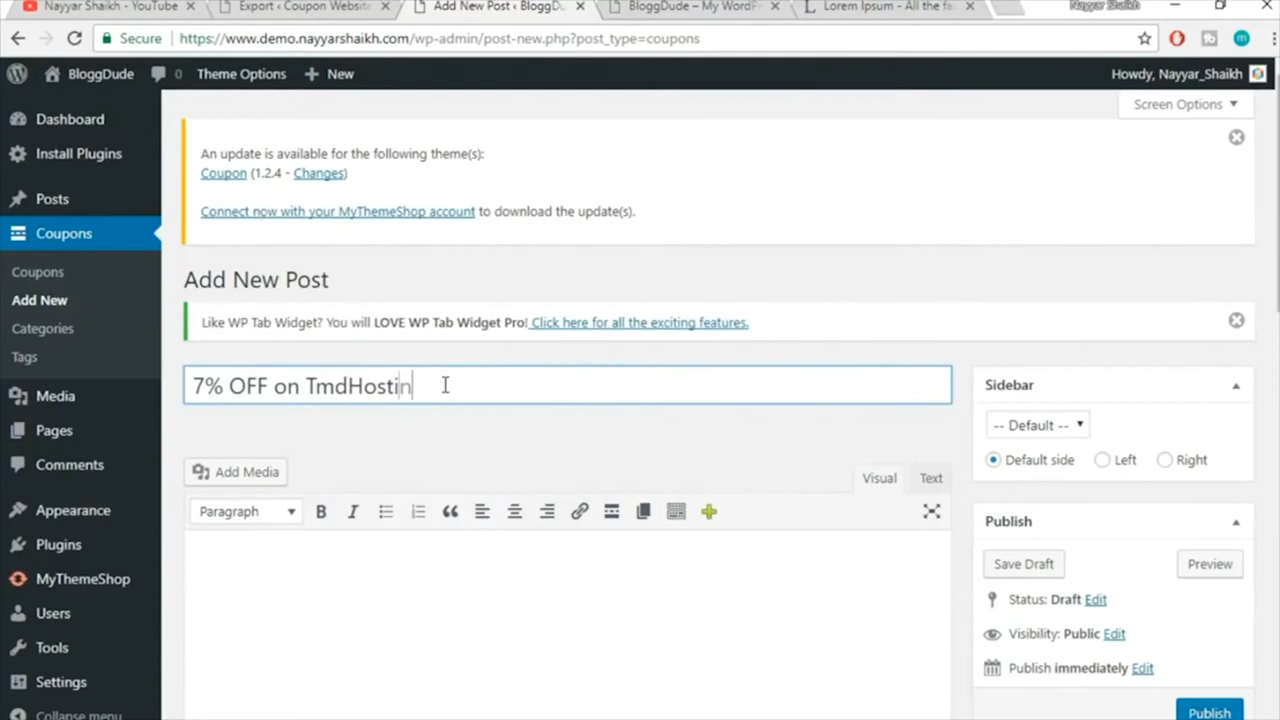 Nayyar Shaikh - YouTube
Export ‹ Coupon Website
Add New Post ‹ BloggDu
BloggDude – My WordPr
Lorem Ipsum - All the fa
Nayyar Shaikh
Secure
https://www.demo.nayyarshaikh.com/wp-admin/post-new.php?post_type=coupons
BloggDude 0 Theme Options New
Howdy, Nayyar_Shaikh
Screen Options
Dashboard
Install Plugins
Posts
Coupons
Coupons
Add New
Categories
Tags
Media
Pages
Comments
Appearance
Plugins
MyThemeShop
Users
Tools
Settings
Collapse menu
An update is available for the following theme(s):
Coupon (1.2.4 - Changes)
Connect now with your MyThemeShop account to download the update(s).
Add New Post
Like WP Tab Widget? You will LOVE WP Tab Widget Pro! Click here for all the exciting features.
7% OFF on TmdHostin
Add Media
Visual Text
Paragraph
Sidebar
-- Default --
Default side Left Right
Publish
Save Draft Preview
Status: Draft Edit
Visibility: Public Edit
Publish immediately Edit
Publish